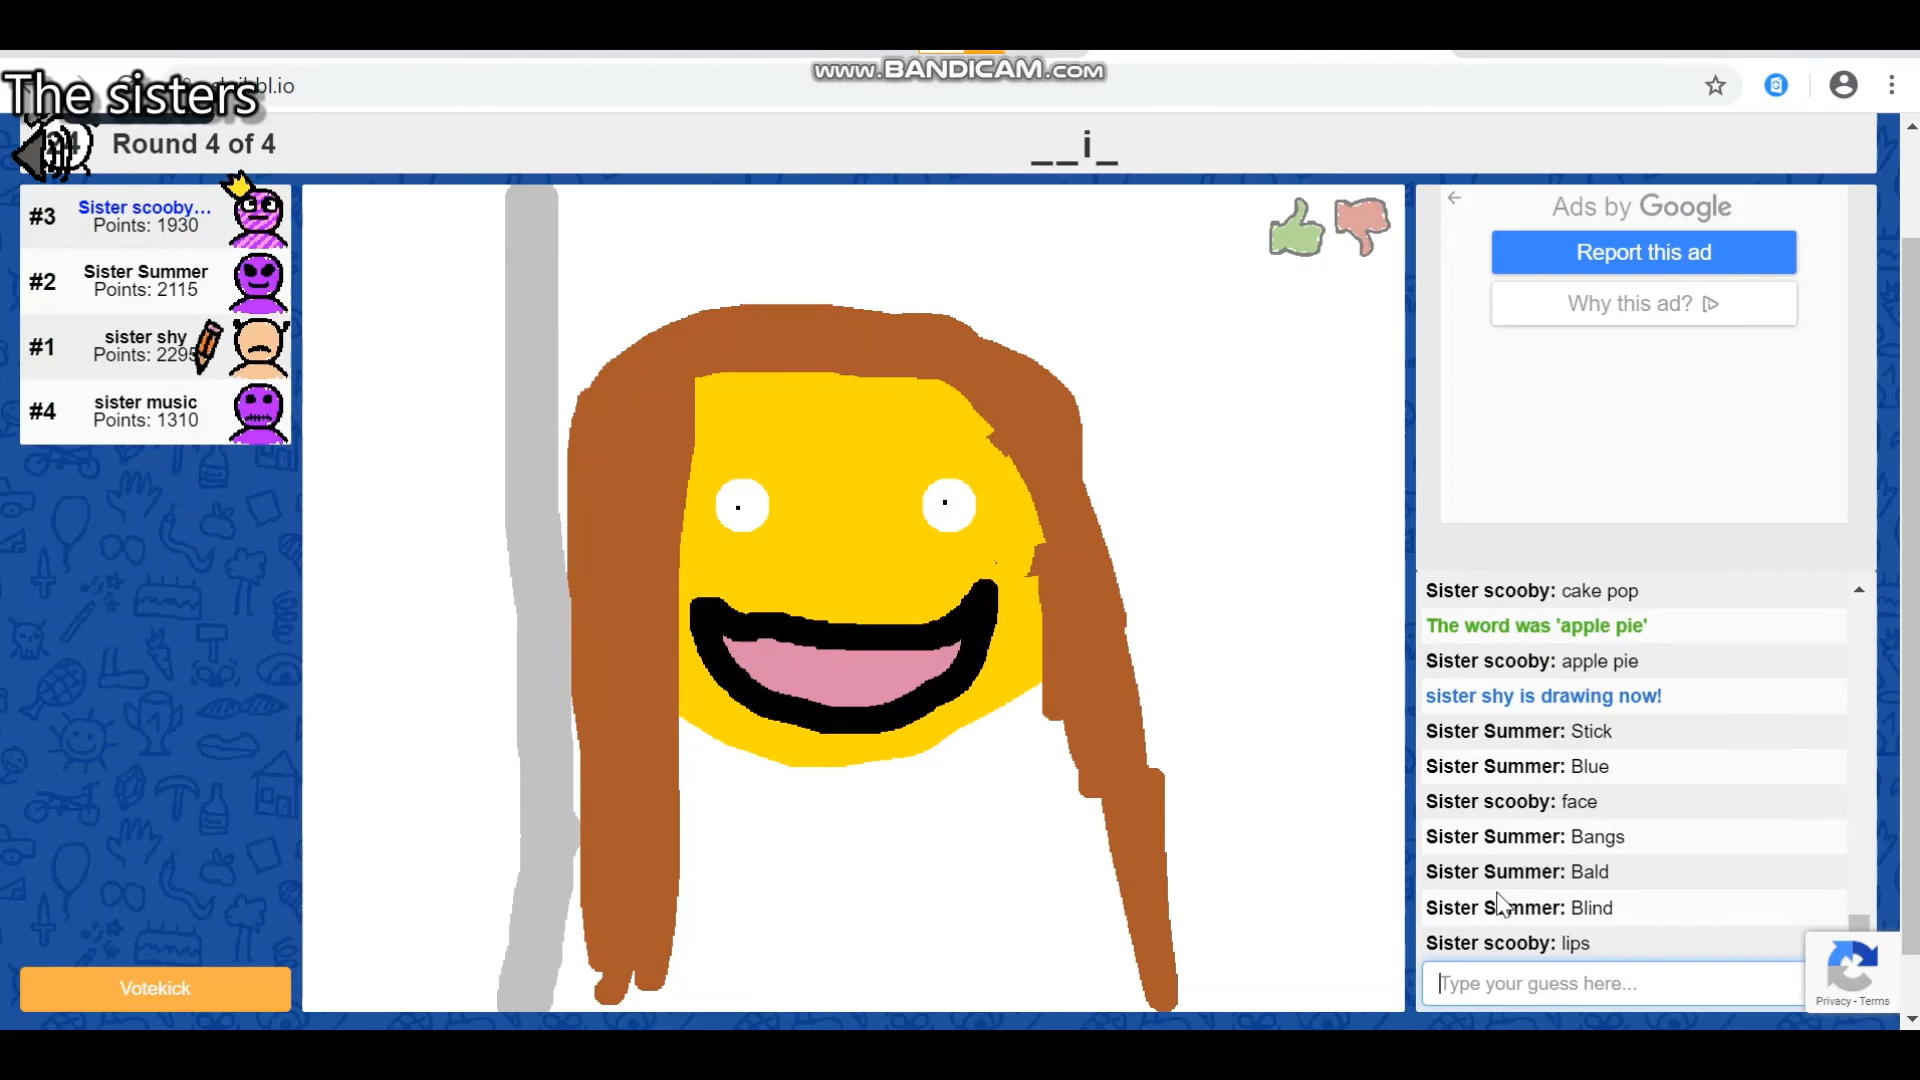 www.BANDICAM.com
The sisters
bl.io
Round 4 of 4
__i_
#3
Sister scooby...
Points: 1930
#2
Sister Summer
Points: 2115
#1
sister shy
Points: 2295
#4
sister music
Points: 1310
Votekick
Ads by Google
Report this ad
Why this ad?
Sister scooby: cake pop
The word was 'apple pie'
Sister scooby: apple pie
sister shy is drawing now!
Sister Summer: Stick
Sister Summer: Blue
Sister scooby: face
Sister Summer: Bangs
Sister Summer: Bald
Sister Summer: Blind
Sister scooby: lips
Type your guess here...
Privacy - Terms